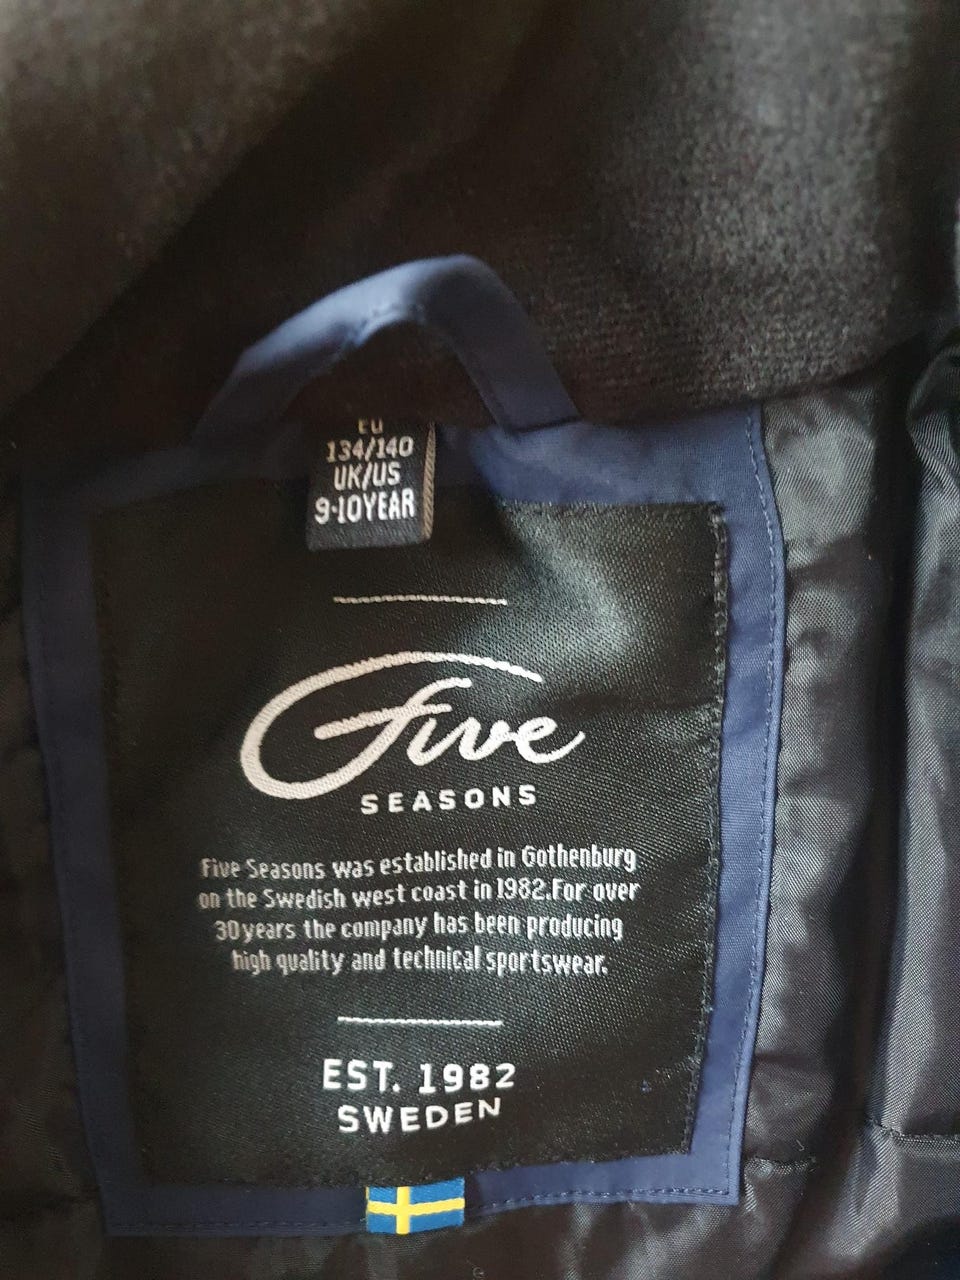 EU
134/140
UK/US
9-10YEAR
Five
SEASONS
Five Seasons was established in Gothenburg
on the Swedish west coast in 1982.For over
30years the company has been producing
high quality and technical sportswear.
EST. 1982
SWEDEN